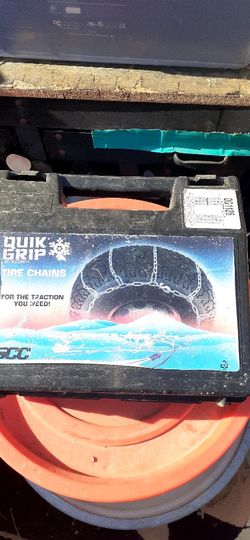 QUIK
GRIP
TIRE CHAINS
FOR THE TRACTION
YOU NEED!
SCC